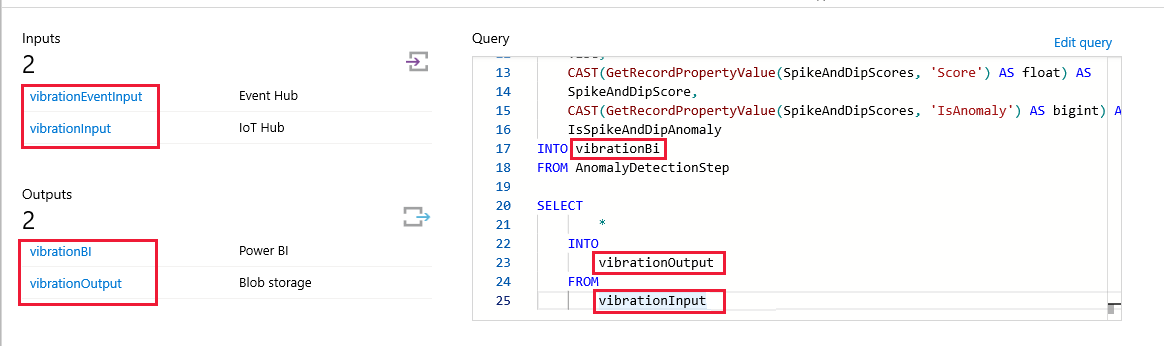 Inputs
2
vibrationEventInput Event Hub
vibrationInput IoT Hub
Outputs
2
vibrationBI Power BI
vibrationOutput Blob storage
Query
Edit query
13 CAST(GetRecordPropertyValue(SpikeAndDipScores, 'Score') AS float) AS
14 SpikeAndDipScore,
15 CAST(GetRecordPropertyValue(SpikeAndDipScores, 'IsAnomaly') AS bigint)
16 IsSpikeAndDipAnomaly
17 INTO vibrationBi
18 FROM AnomalyDetectionStep
19
20 SELECT
21 *
22 INTO
23 vibrationOutput
24 FROM
25 vibrationInput